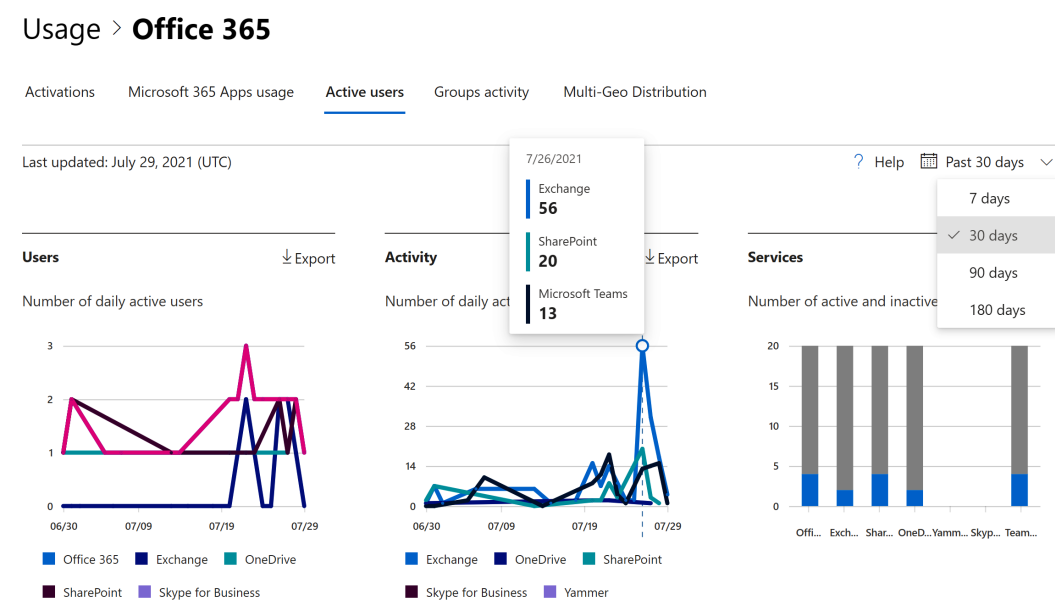 Usage > Office 365
Activations Microsoft 365 Apps usage Active users Groups activity Multi-Geo Distribution
Last updated: July 29, 2021 (UTC)
? Help Past 30 days
7 days
30 days
90 days
180 days
7/26/2021
Exchange
56
SharePoint
20
Microsoft Teams
13
Users Export
Number of daily active users
3
2
1
0
06/30 07/09 07/19 07/29
Office 365 Exchange OneDrive
SharePoint Skype for Business
Activity Export
Number of daily act
56
42
28
14
0
06/30 07/09 07/19 07/29
Exchange OneDrive SharePoint
Skype for Business Yammer
Services
Number of active and inactive
20
15
10
5
0
Offi... Exch... Shar... OneD... Yamm... Skyp... Team...